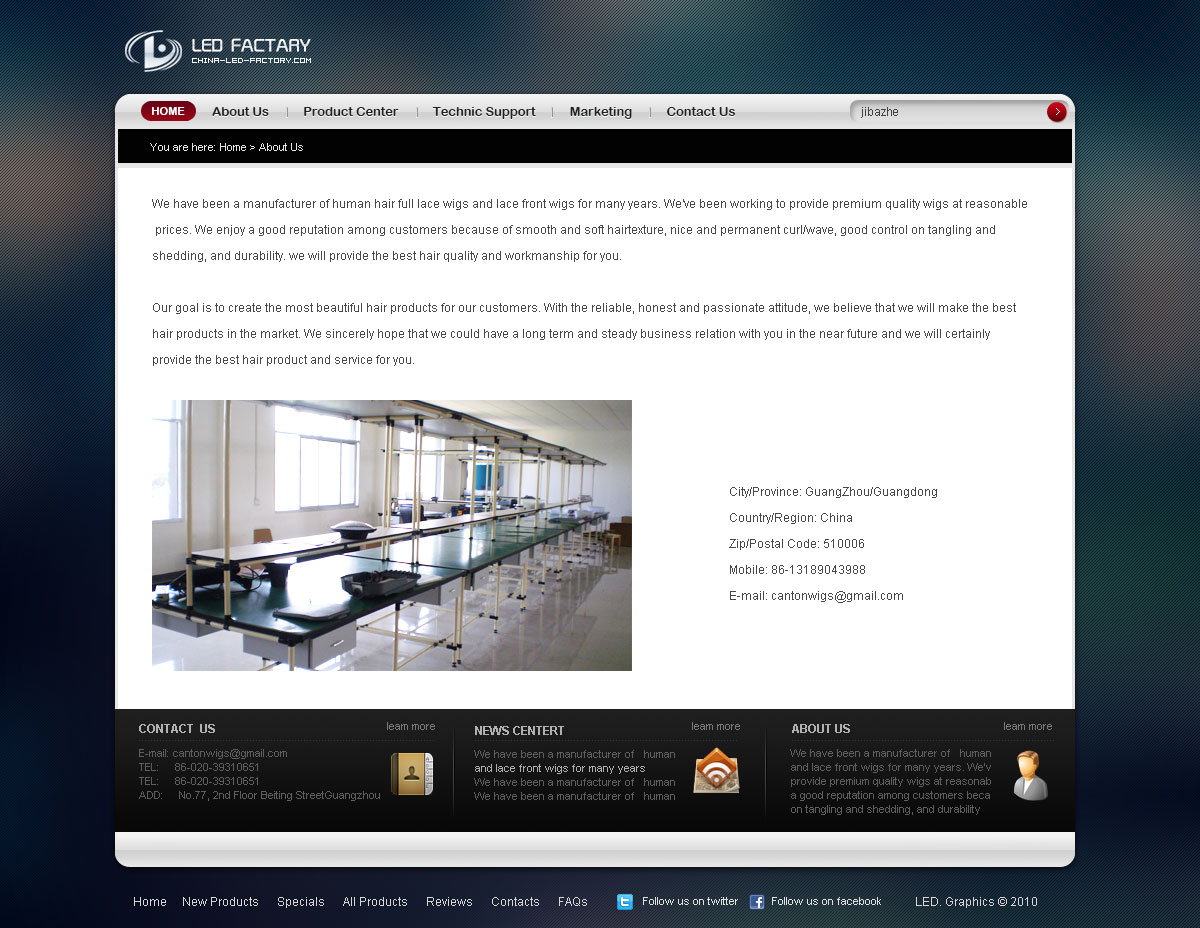 LED FACTARY
CHINA-LED-FACTORY.COM
HOME
About Us
Product Center
Technic Support
Marketing
Contact Us
jibazhe
You are here: Home > About Us
We have been a manufacturer of human hair full lace wigs and lace front wigs for many years. We've been working to provide premium quality wigs at reasonable
prices. We enjoy a good reputation among customers because of smooth and soft hairtexture, nice and permanent curl/wave, good control on tangling and
shedding, and durability. we will provide the best hair quality and workmanship for you.
Our goal is to create the most beautiful hair products for our customers. With the reliable, honest and passionate attitude, we believe that we will make the best
hair products in the market. We sincerely hope that we could have a long term and steady business relation with you in the near future and we will certainly
provide the best hair product and service for you.
City/Province: GuangZhou/Guangdong
Country/Region: China
Zip/Postal Code: 510006
Mobile: 86-13189043988
E-mail: cantonwigs@gmail.com
CONTACT US
learn more
E-mail: cantonwigs@gmail.com
TEL: 86-020-39310651
TEL: 86-020-39310651
ADD: No.77, 2nd Floor Beiting StreetGuangzhou
NEWS CENTERT
learn more
We have been a manufacturer of human
and lace front wigs for many years
We have been a manufacturer of human
We have been a manufacturer of human
ABOUT US
learn more
We have been a manufacturer of human
and lace front wigs for many years. We'v
provide premium quality wigs at reasonab
a good reputation among customers beca
on tangling and shedding, and durability
Home
New Products
Specials
All Products
Reviews
Contacts
FAQs
Follow us on twitter
Follow us on facebook
LED. Graphics © 2010